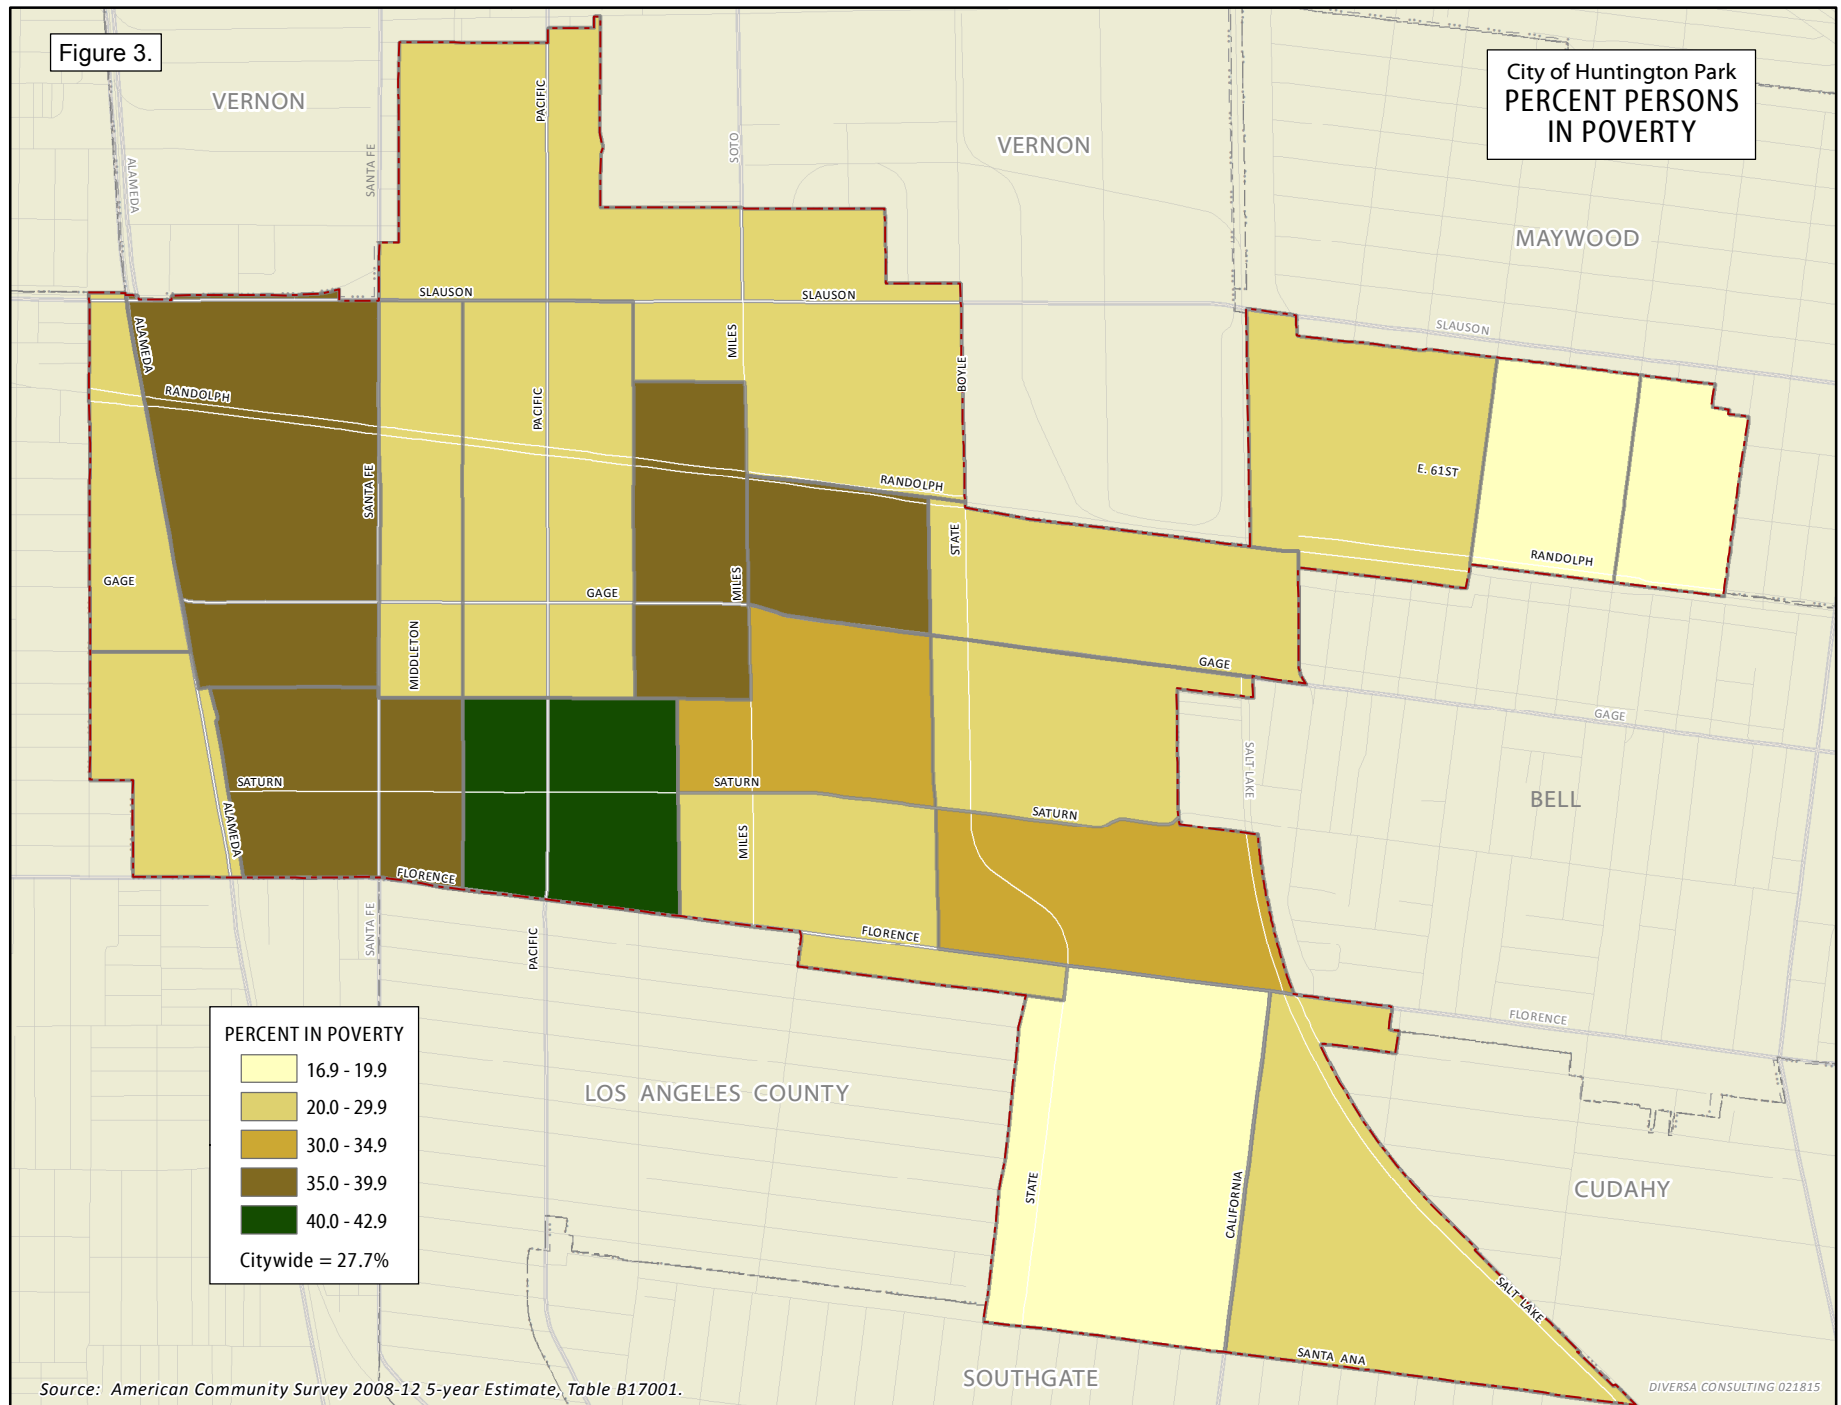 Figure 3.
City of Huntington Park
PERCENT PERSONS
IN POVERTY
VERNON
VERNON
MAYWOOD
PACIFIC
SOTO
SANTA FE
ALAMEDA
SLAUSON
SLAUSON
SLAUSON
ALAMEDA
MILES
BOYLE
RANDOLPH
PACIFIC
E. 61ST
SANTA FE
RANDOLPH
STATE
RANDOLPH
GAGE
MILES
GAGE
MIDDLETON
GAGE
GAGE
SALT LAKE
SATURN
SATURN
BELL
SATURN
ALAMEDA
MILES
FLORENCE
SANTA FE
PACIFIC
FLORENCE
FLORENCE
PERCENT IN POVERTY
16.9 - 19.9
20.0 - 29.9
30.0 - 34.9
35.0 - 39.9
40.0 - 42.9
Citywide = 27.7%
LOS ANGELES COUNTY
STATE
CALIFORNIA
CUDAHY
SALT LAKE
SANTA ANA
SOUTHGATE
Source: American Community Survey 2008-12 5-year Estimate, Table B17001.
DIVERSA CONSULTING 021815